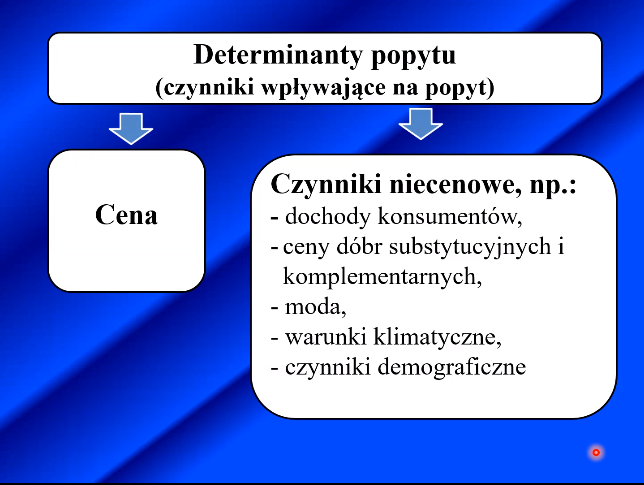 Determinanty popytu
(czynniki wpływające na popyt)
Cena
Czynniki niecenowe, np.:
- dochody konsumentów,
- ceny dóbr substytucyjnych i
komplementarnych,
- moda,
- warunki klimatyczne,
- czynniki demograficzne